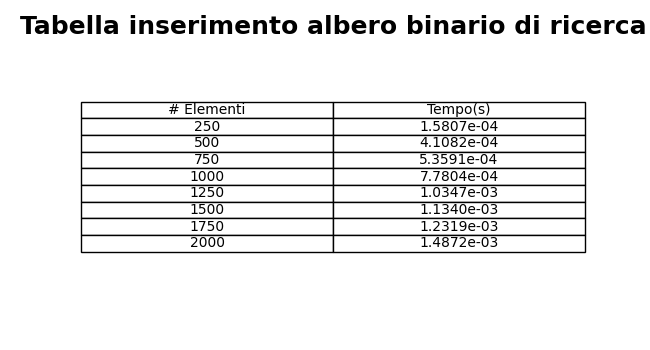 Tabella inserimento albero binario di ricerca
# Elementi Tempo(s)
250 1.5807e-04
500 4.1082e-04
750 5.3591e-04
1000 7.7804e-04
1250 1.0347e-03
1500 1.1340e-03
1750 1.2319e-03
2000 1.4872e-03